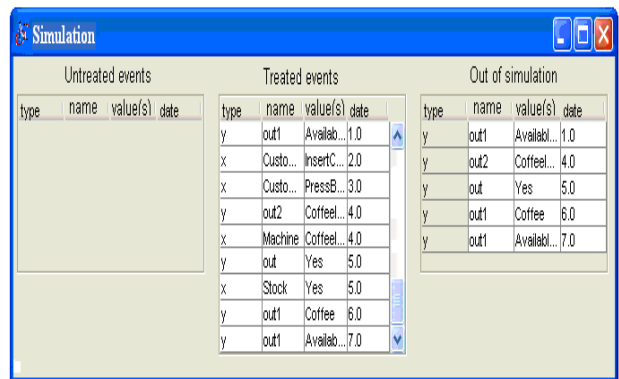 Simulation
Untreated events
type name value(s) date
Treated events
type name value(s) date
y out1 Availab... 1.0
x Custo... InsertC... 2.0
x Custo... PressB... 3.0
y out2 Coffeel... 4.0
x Machine Coffeel... 4.0
y out Yes 5.0
x Stock Yes 5.0
y out1 Coffee 6.0
y out1 Availab... 7.0
Out of simulation
type name value(s) date
y out1 Availabl... 1.0
y out2 Coffeel... 4.0
y out Yes 5.0
y out1 Coffee 6.0
y out1 Availabl... 7.0